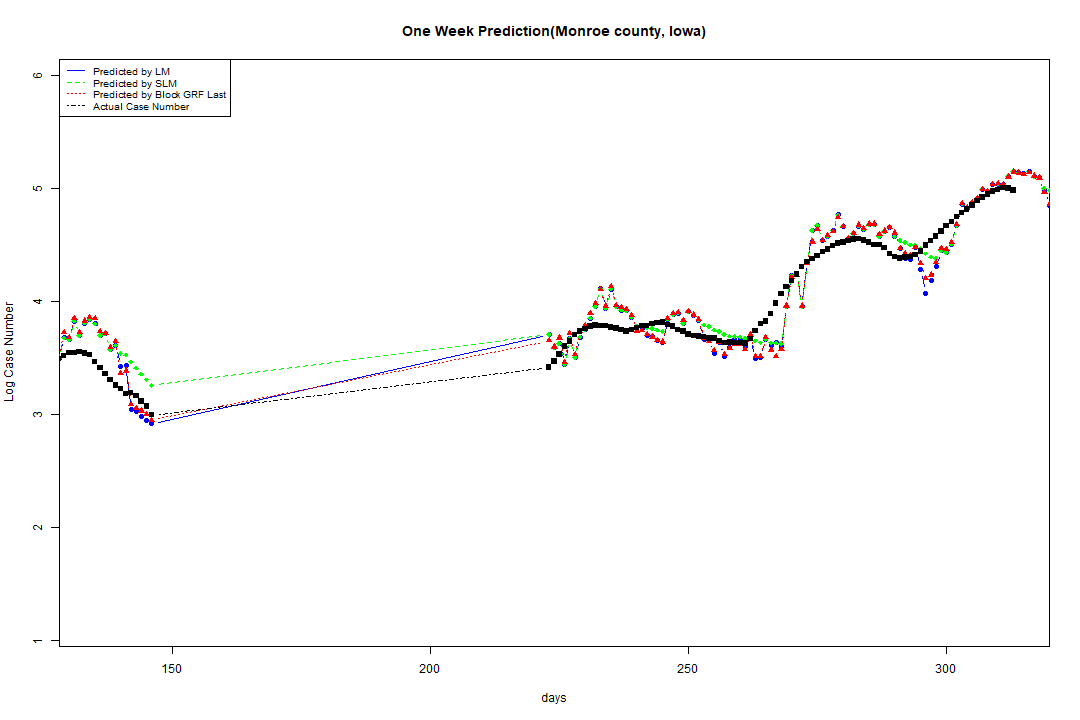 One Week Prediction(Monroe county, Iowa)
Predicted by LM
Predicted by SLM
Predicted by Block GRF Last
Actual Case Number
6
5
4
3
2
1
Log Case Number
150
200
250
300
days